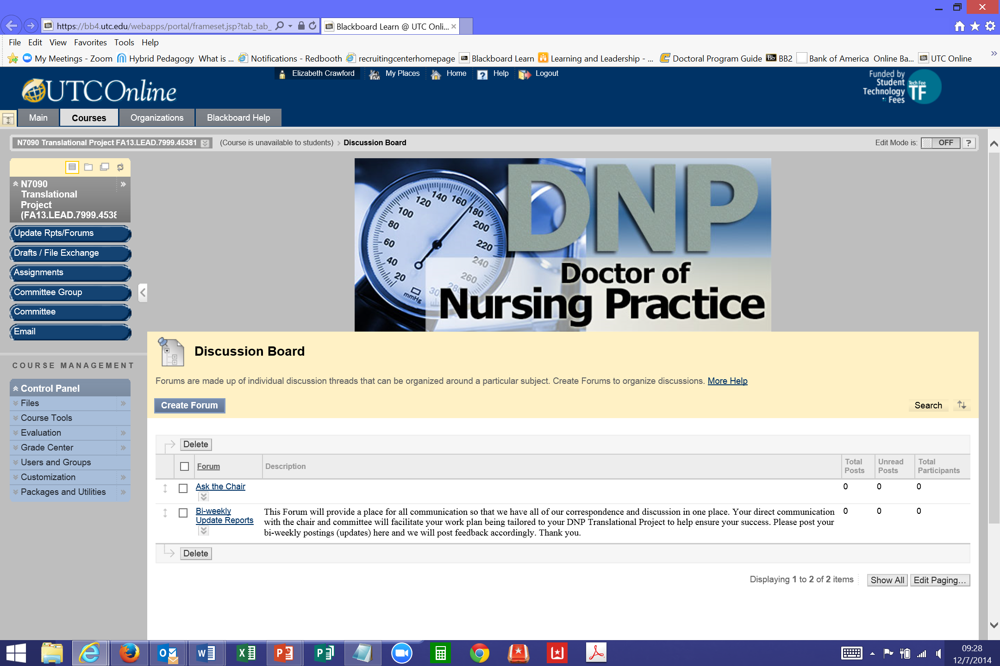 https://bb4.utc.edu/webapps/portal/frameset.jsp?tab_tab_
Blackboard Learn @ UTC Onli...
File Edit View Favorites Tools Help
My Meetings - Zoom Hybrid Pedagogy What is ... Notifications - Redbooth recruitingcenterhomepage Blackboard Learn Learning and Leadership - ... Doctoral Program Guide BB2 Bank of America Online Ba... UTC Online
Elizabeth Crawford My Places Home Help Logout
UTCOnline
Funded by
Student
Technology
Fees
Tech Fee
TF
Main Courses Organizations Blackboard Help
N7090 Translational Project FA13.LEAD.7999.45381 (Course is unavailable to students) Discussion Board
Edit Mode is: OFF ?
N7090
Translational
Project
(FA13.LEAD.7999.4538
Update Rpts/Forums
Drafts / File Exchange
Assignments
Committee Group
Committee
Email
COURSE MANAGEMENT
Control Panel
Files
Course Tools
Evaluation
Grade Center
Users and Groups
Customization
Packages and Utilities
20 40 60 80 100 120 140 160 180 200 220 240 260 280 30
mmHg
DNP
Doctor of
Nursing Practice
Discussion Board
Forums are made up of individual discussion threads that can be organized around a particular subject. Create Forums to organize discussions. More Help
Create Forum
Search
Delete
Forum Description Total Posts Unread Posts Total Participants
Ask the Chair 0 0 0
Bi-weekly
Update Reports
This Forum will provide a place for all communication so that we have all of our correspondence and discussion in one place. Your direct communication
with the chair and committee will facilitate your work plan being tailored to your DNP Translational Project to help ensure your success. Please post your
bi-weekly postings (updates) here and we will post feedback accordingly. Thank you.
0 0 0
Delete
Displaying 1 to 2 of 2 items Show All Edit Paging...
09:28
12/7/2014